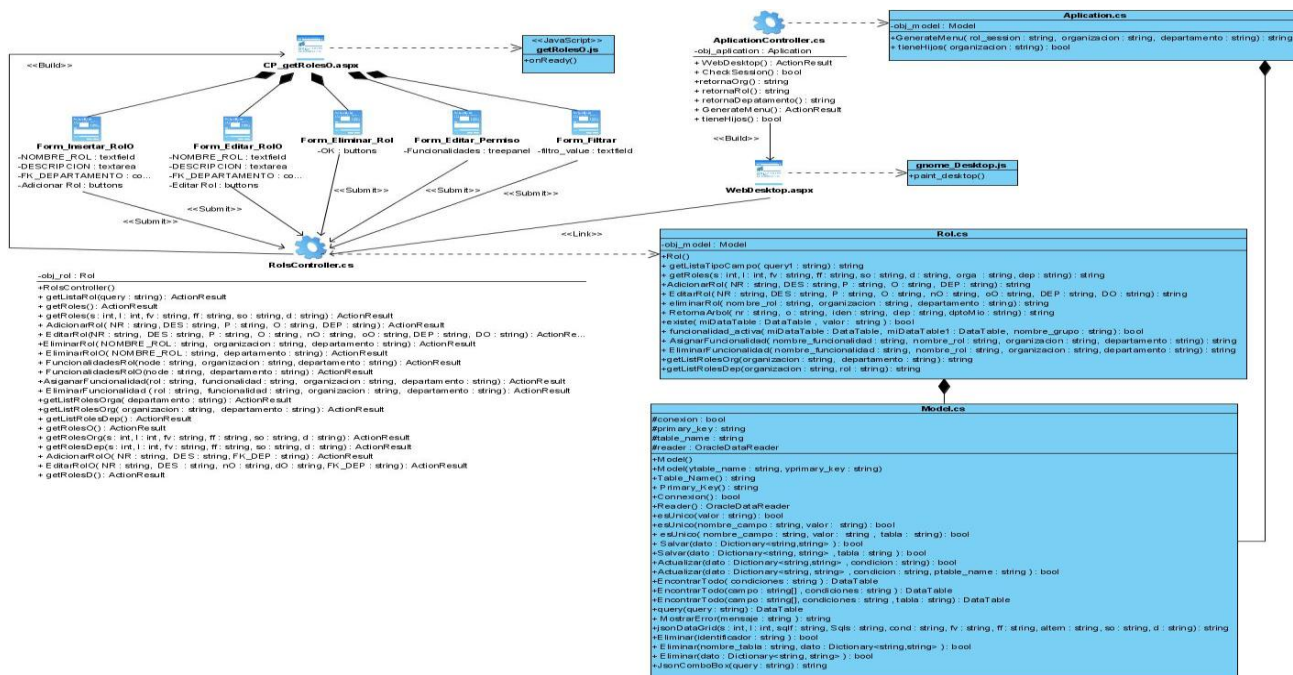 <<Build>>
CP_getRolesO.aspx
<<JavaScript>>
getRolesO.js
+onReady()
Form_Insertar_RolO
-NOMBRE_ROL : textfield
-DESCRIPCION : textarea
-FK_DEPARTAMENTO : co...
-Adicionar Rol : buttons
Form_Editar_RolO
-NOMBRE_ROL : textfield
-DESCRIPCION : textarea
-FK_DEPARTAMENTO : co...
-Editar Rol : buttons
Form_Eliminar_Rol
-OK : buttons
Form_Editar_Permiso
-Funcionalidades : treepanel
Form_Filtrar
-filtro_value : textfield
<<Submit>>
<<Submit>>
<<Submit>>
<<Submit>>
<<Submit>>
RolsController.cs
-obj_rol : Rol
+RolsController()
+ getListaRol(query : string) : ActionResult
+ getRoles() : ActionResult
+ getRoles(s : int, l : int, fv : string, ff : string, so : string, d : string) : ActionResult
+ AdicionarRol( NR : string, DES : string, P : string, O : string, DEP : string) : ActionResult
+ EditarRol(NR : string, DES : string, P : string, O : string, nO : string, oO : string, DEP : string, DO : string) : ActionRe...
+EliminarRol( NOMBRE_ROL : string, organizacion : string, departamento : string) : ActionResult
+ EliminarRolO( NOMBRE_ROL : string, departamento : string) : ActionResult
+ FuncionalidadesRol(node : string, organizacion : string, departamento : string) : ActionResult
+ FuncionalidadesRolO(node : string, departamento : string) : ActionResult
+AsiganarFuncionalidad(rol : string, funcionalidad : string, organizacion : string, departamento : string) : ActionResult
+ EliminarFuncionalidad ( rol : string, funcionalidad : string, organizacion : string, departamento : string) : ActionResult
+getListRolesOrga( departamento : string) : ActionResult
+getListRolesOrg( organizacion : string, departamento : string) : ActionResult
+ getListRolesDep() : ActionResult
+ getRolesO() : ActionResult
+ getRolesOrg(s : int, l : int, fv : string, ff : string, so : string, d : string) : ActionResult
+ getRolesDep(s : int, l : int, fv : string, ff : string, so : string, d : string) : ActionResult
+ AdicionarRolO( NR : string, DES : string, FK_DEP : string) : ActionResult
+ EditarRolO( NR : string, DES : string, nO : string, dO : string, FK_DEP : string) : ActionResult
+ getRolesD() : ActionResult
AplicationController.cs
-obj_aplication : Aplication
+ WebDesktop() : ActionResult
+ CheckSession() : bool
+retornaOrg() : string
+retornaRol() : string
+retornaDepatamento() : string
+ GenerateMenu() : ActionResult
+ tieneHijos() : bool
<<Build>>
WebDesktop.aspx
<<Link>>
Aplication.cs
-obj_model : Model
+GenerateMenu( rol_session : string, organizacion : string, departamento : string) : string
+tieneHijos( organizacion : string) : bool
gnome_Desktop.js
+paint_desktop()
Rol.cs
-obj_model : Model
+Rol()
+ getListaTipoCampo( query1 : string) : string
+ getRoles(s : int, l : int, fv : string, ff : string, so : string, d : string, orga : string, dep : string) : string
+AdicionarRol( NR : string, DES : string, P : string, O : string, DEP : string) : string
+ EditarRol( NR : string, DES : string, P : string, O : string, nO : string, oO : string, DEP : string, DO : string) : string
+ eliminarRol( nombre_rol : string, organizacion : string, departamento : string) : string
+ RetornaArbol( nr : string, o : string, iden : string, dep : string, dptoMio : string) : string
+existe( miDataTable : DataTable , valor : string ) : bool
+ funcionalidad_activa( miDataTable : DataTable, miDataTable1 : DataTable, nombre_grupo : string) : bool
+ AsignarFuncionalidad( nombre_funcionalidad : string, nombre_rol : string, organizacion : string, departamento : string) : string
+ EliminarFuncionalidad( nombre_funcionalidad : string, nombre_rol : string, organizacion : string, departamento : string) : string
+getListRolesOrg(organizacion : string, departamento : string) : string
+getListRolesDep(organizacion : string, rol : string) : string
Model.cs
#conexion : bool
#primary_key : string
#table_name : string
#reader : OracleDataReader
+Model()
+Model(ytable_name : string, yprimary_key : string)
+Table_Name() : string
+ Primary_Key() : string
+Connexion() : bool
+Reader() : OracleDataReader
+esUnico(valor : string) : bool
+esUnico(nombre_campo : string, valor : string) : bool
+ esUnico( nombre_campo : string, valor : string , tabla : string) : bool
+ Salvar(dato : Dictionary<string,string> ) : bool
+Salvar(dato : Dictionary<string, string> , tabla : string ) : bool
+Actualizar(dato : Dictionary<string,string> , condicion : string) : bool
+Actualizar(dato : Dictionary<string, string> , condicion : string, ptable_name : string ) : bool
+EncontrarTodo( condiciones : string ) : DataTable
+EncontrarTodo(campo : string[] , condiciones : string ) : DataTable
+EncontrarTodo(campo : string[], condiciones : string , tabla : string) : DataTable
+query(query : string) : DataTable
+ MostrarError(mensaje : string ) : string
+jsonDataGrid(s : int, l : int, sqlf : string, Sqls : string, cond : string, fv : string, ff : string, altern : string, so : string, d : string) : string
+Eliminar(identificador : string ) : bool
+ Eliminar(nombre_tabla : string, dato : Dictionary<string,string> ) : bool
+ Eliminar(dato : Dictionary<string, string> ) : bool
+JsonComboBox(query : string) : string